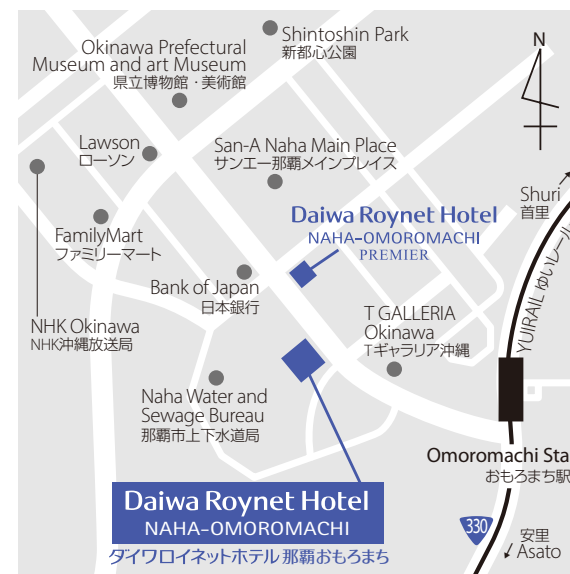 Shintoshin Park
新都心公園
Okinawa Prefectural
Museum and art Museum
県立博物館・美術館
N
Lawson
ローソン
San-A Naha Main Place
サンエー那覇メインプレイス
Shuri
首里
Daiwa Roynet Hotel
NAHA-OMOROMACHI
PREMIER
FamilyMart
ファミリーマート
YUIRAIL ゆいレール
Bank of Japan
日本銀行
T GALLERIA
Okinawa
Tギャラリア沖縄
NHK Okinawa
NHK沖縄放送局
Naha Water and
Sewage Bureau
那覇市上下水道局
Omoromachi Sta
おもろまち駅
Daiwa Roynet Hotel
NAHA-OMOROMACHI
ダイワロイネットホテル 那覇おもろまち
330
安里
Asato